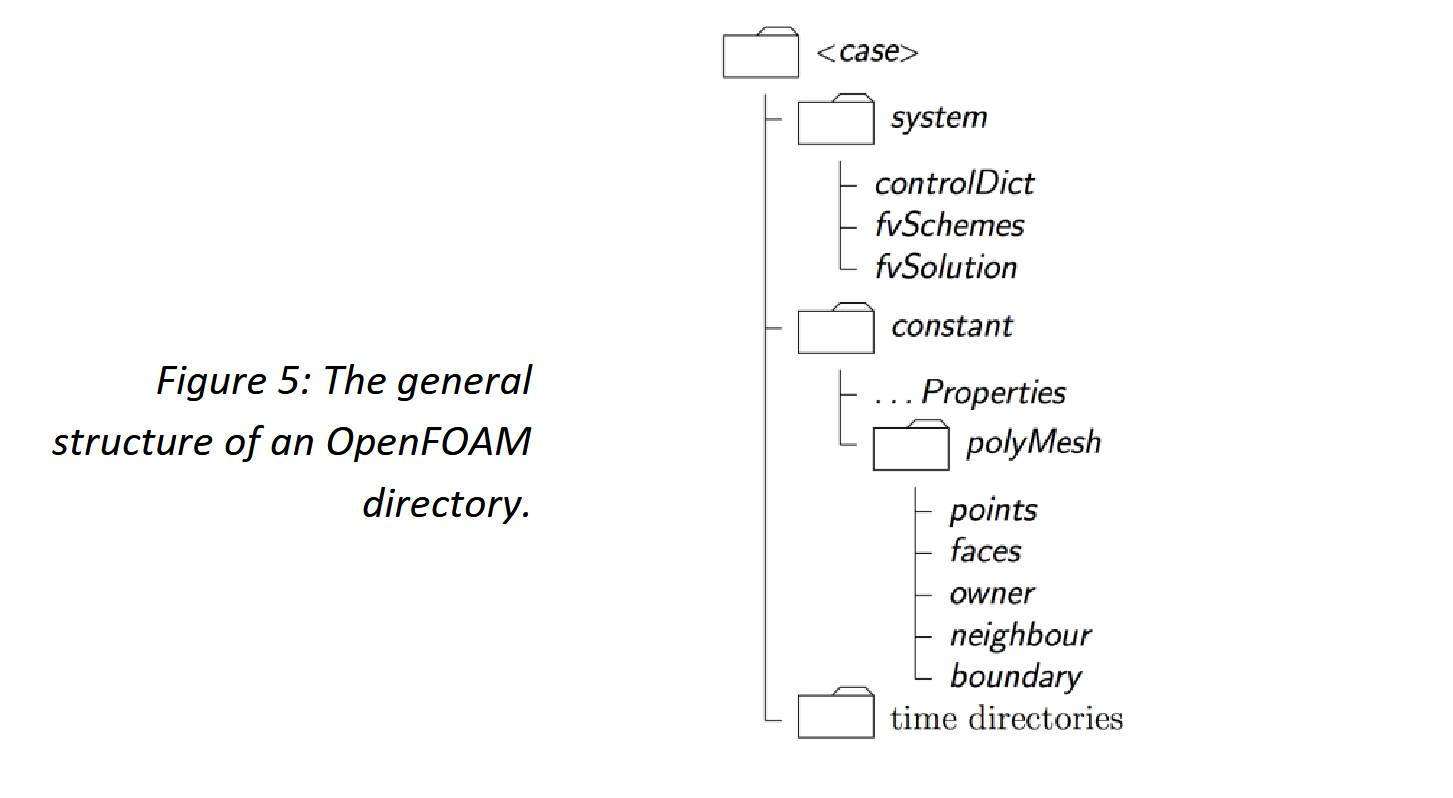 <case>
system
controlDict
fvSchemes
fvSolution
constant
. . . Properties
polyMesh
points
faces
owner
neighbour
boundary
time directories
Figure 5: The general
structure of an OpenFOAM
directory.